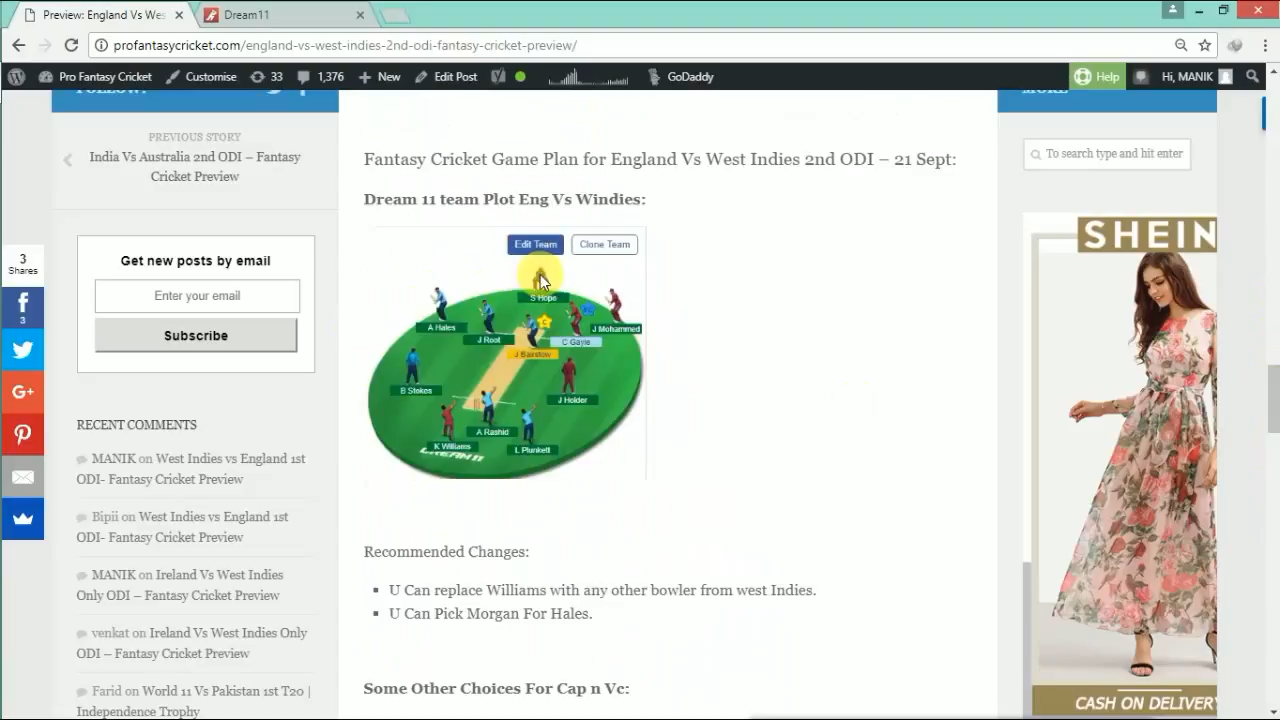 Preview: England Vs Wes
Dream11
profantasycricket.com/england-vs-west-indies-2nd-odi-fantasy-cricket-preview/
Pro Fantasy Cricket
Customise
33
1,376
New
Edit Post
GoDaddy
Help
Hi, MANIK
PREVIOUS STORY
India Vs Australia 2nd ODI – Fantasy
Cricket Preview
Get new posts by email
Enter your email
Subscribe
3
Shares
3
RECENT COMMENTS
MANIK on West Indies vs England 1st
ODI- Fantasy Cricket Preview
Bipii on West Indies vs England 1st
ODI- Fantasy Cricket Preview
MANIK on Ireland Vs West Indies
Only ODI – Fantasy Cricket Preview
venkat on Ireland Vs West Indies Only
ODI – Fantasy Cricket Preview
Farid on World 11 Vs Pakistan 1st T20 |
Independence Trophy
Fantasy Cricket Game Plan for England Vs West Indies 2nd ODI – 21 Sept:
Dream 11 team Plot Eng Vs Windies:
Edit Team
Clone Team
S Hope
A Hales
J Root
J Bairstow
C Gayle
J Mohammed
B Stokes
J Holder
K Williams
A Rashid
L Plunkett
DREAM11
Recommended Changes:
U Can replace Williams with any other bowler from west Indies.
U Can Pick Morgan For Hales.
Some Other Choices For Cap n Vc:
To search type and hit enter
SHEIN
CASH ON DELIVERY